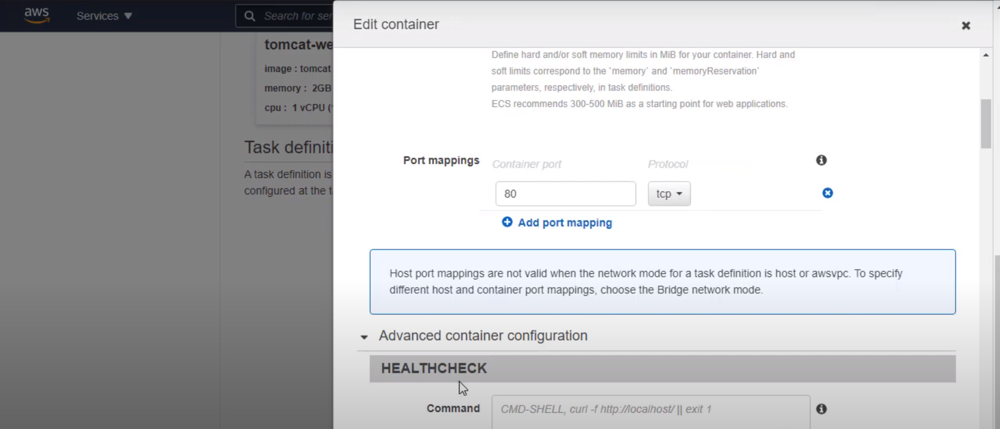 aws
Services
Search for ser
Edit container
tomcat-we
image : tomcat
memory : 2GB
cpu : 1 vCPU (
Task definiti
A task definition is
configured at the t
Define hard and/or soft memory limits in MiB for your container. Hard and
soft limits correspond to the `memory` and `memoryReservation`
parameters, respectively, in task definitions.
ECS recommends 300-500 MiB as a starting point for web applications.
Port mappings
Container port
Protocol
80
tcp
Add port mapping
Host port mappings are not valid when the network mode for a task definition is host or awsvpc. To specify
different host and container port mappings, choose the Bridge network mode.
Advanced container configuration
HEALTHCHECK
Command
CMD-SHELL, curl -f http://localhost/ || exit 1